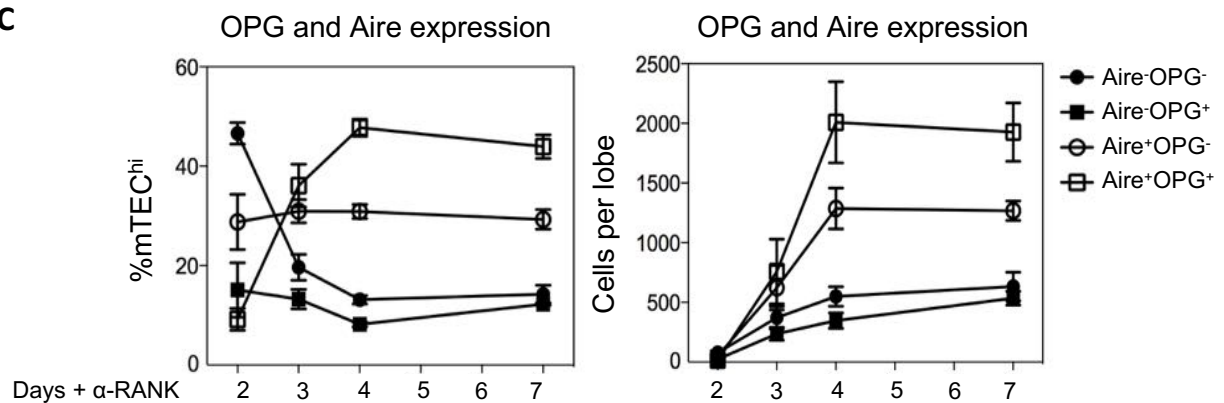 C
OPG and Aire expression
60
40
20
0
%mTECʰⁱ
2 3 4 5 6 7
Days + α-RANK
OPG and Aire expression
2500
2000
1500
1000
500
0
Cells per lobe
2 3 4 5 6 7
Aire⁻OPG⁻
Aire⁻OPG⁺
Aire⁺OPG⁻
Aire⁺OPG⁺